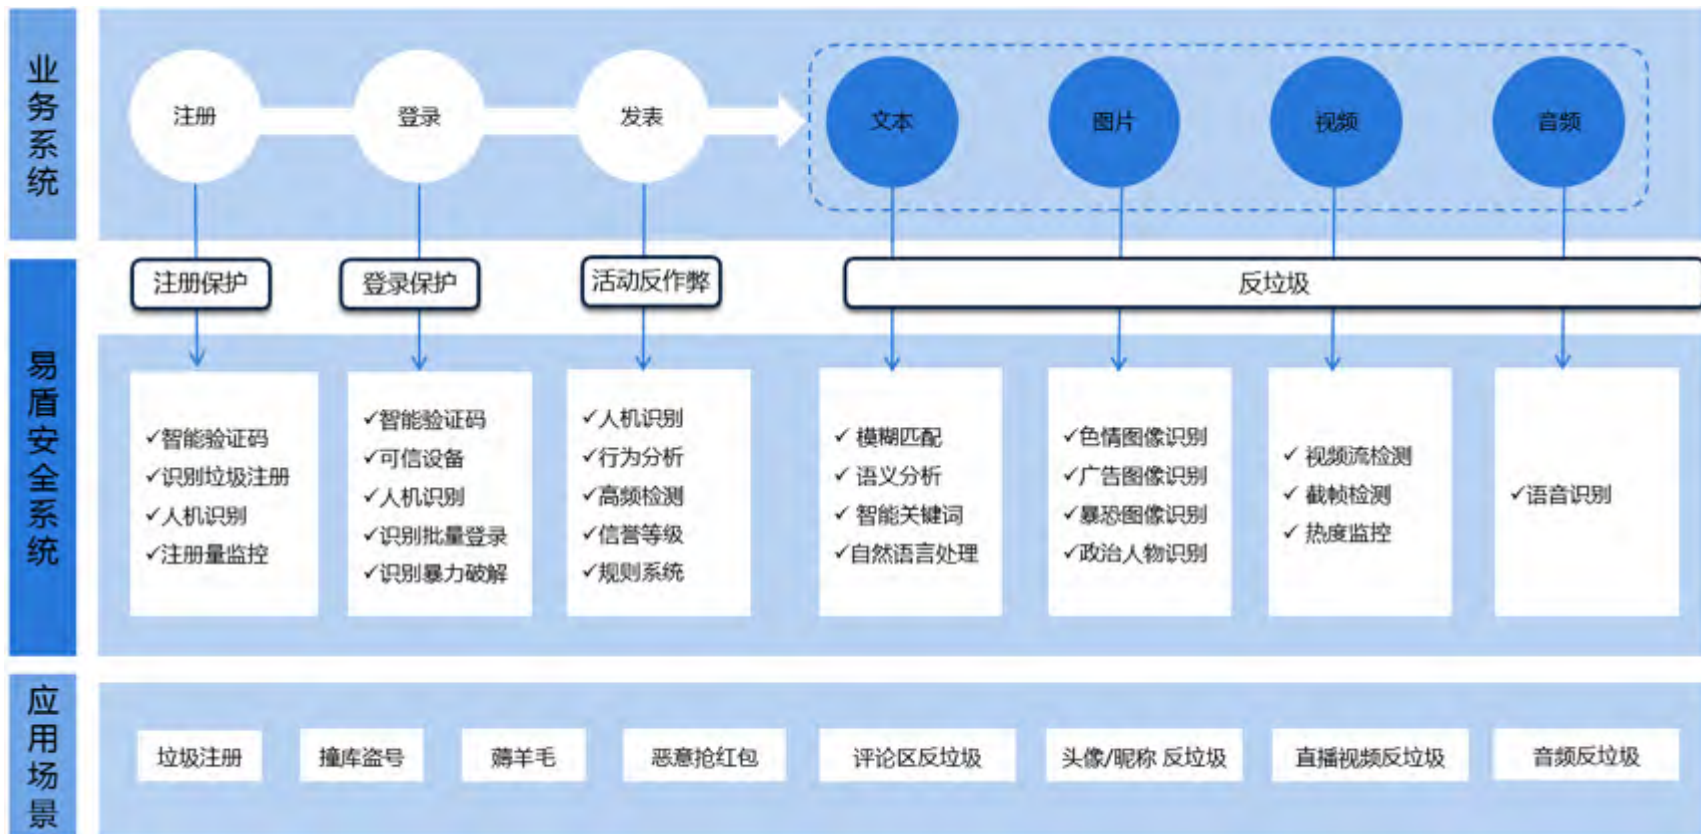 业务系统
注册
登录
发表
文本
图片
视频
音频
易盾安全系统
注册保护
登录保护
活动反作弊
反垃圾
✓智能验证码
✓识别垃圾注册
✓人机识别
✓注册量监控
✓智能验证码
✓可信设备
✓人机识别
✓识别批量登录
✓识别暴力破解
✓人机识别
✓行为分析
✓高频检测
✓信誉等级
✓规则系统
✓ 模糊匹配
✓ 语义分析
✓ 智能关键词
✓自然语言处理
✓色情图像识别
✓广告图像识别
✓暴恐图像识别
✓政治人物识别
✓ 视频流检测
✓ 截帧检测
✓ 热度监控
✓语音识别
应用场景
垃圾注册
撞库盗号
薅羊毛
恶意抢红包
评论区反垃圾
头像/昵称 反垃圾
直播视频反垃圾
音频反垃圾